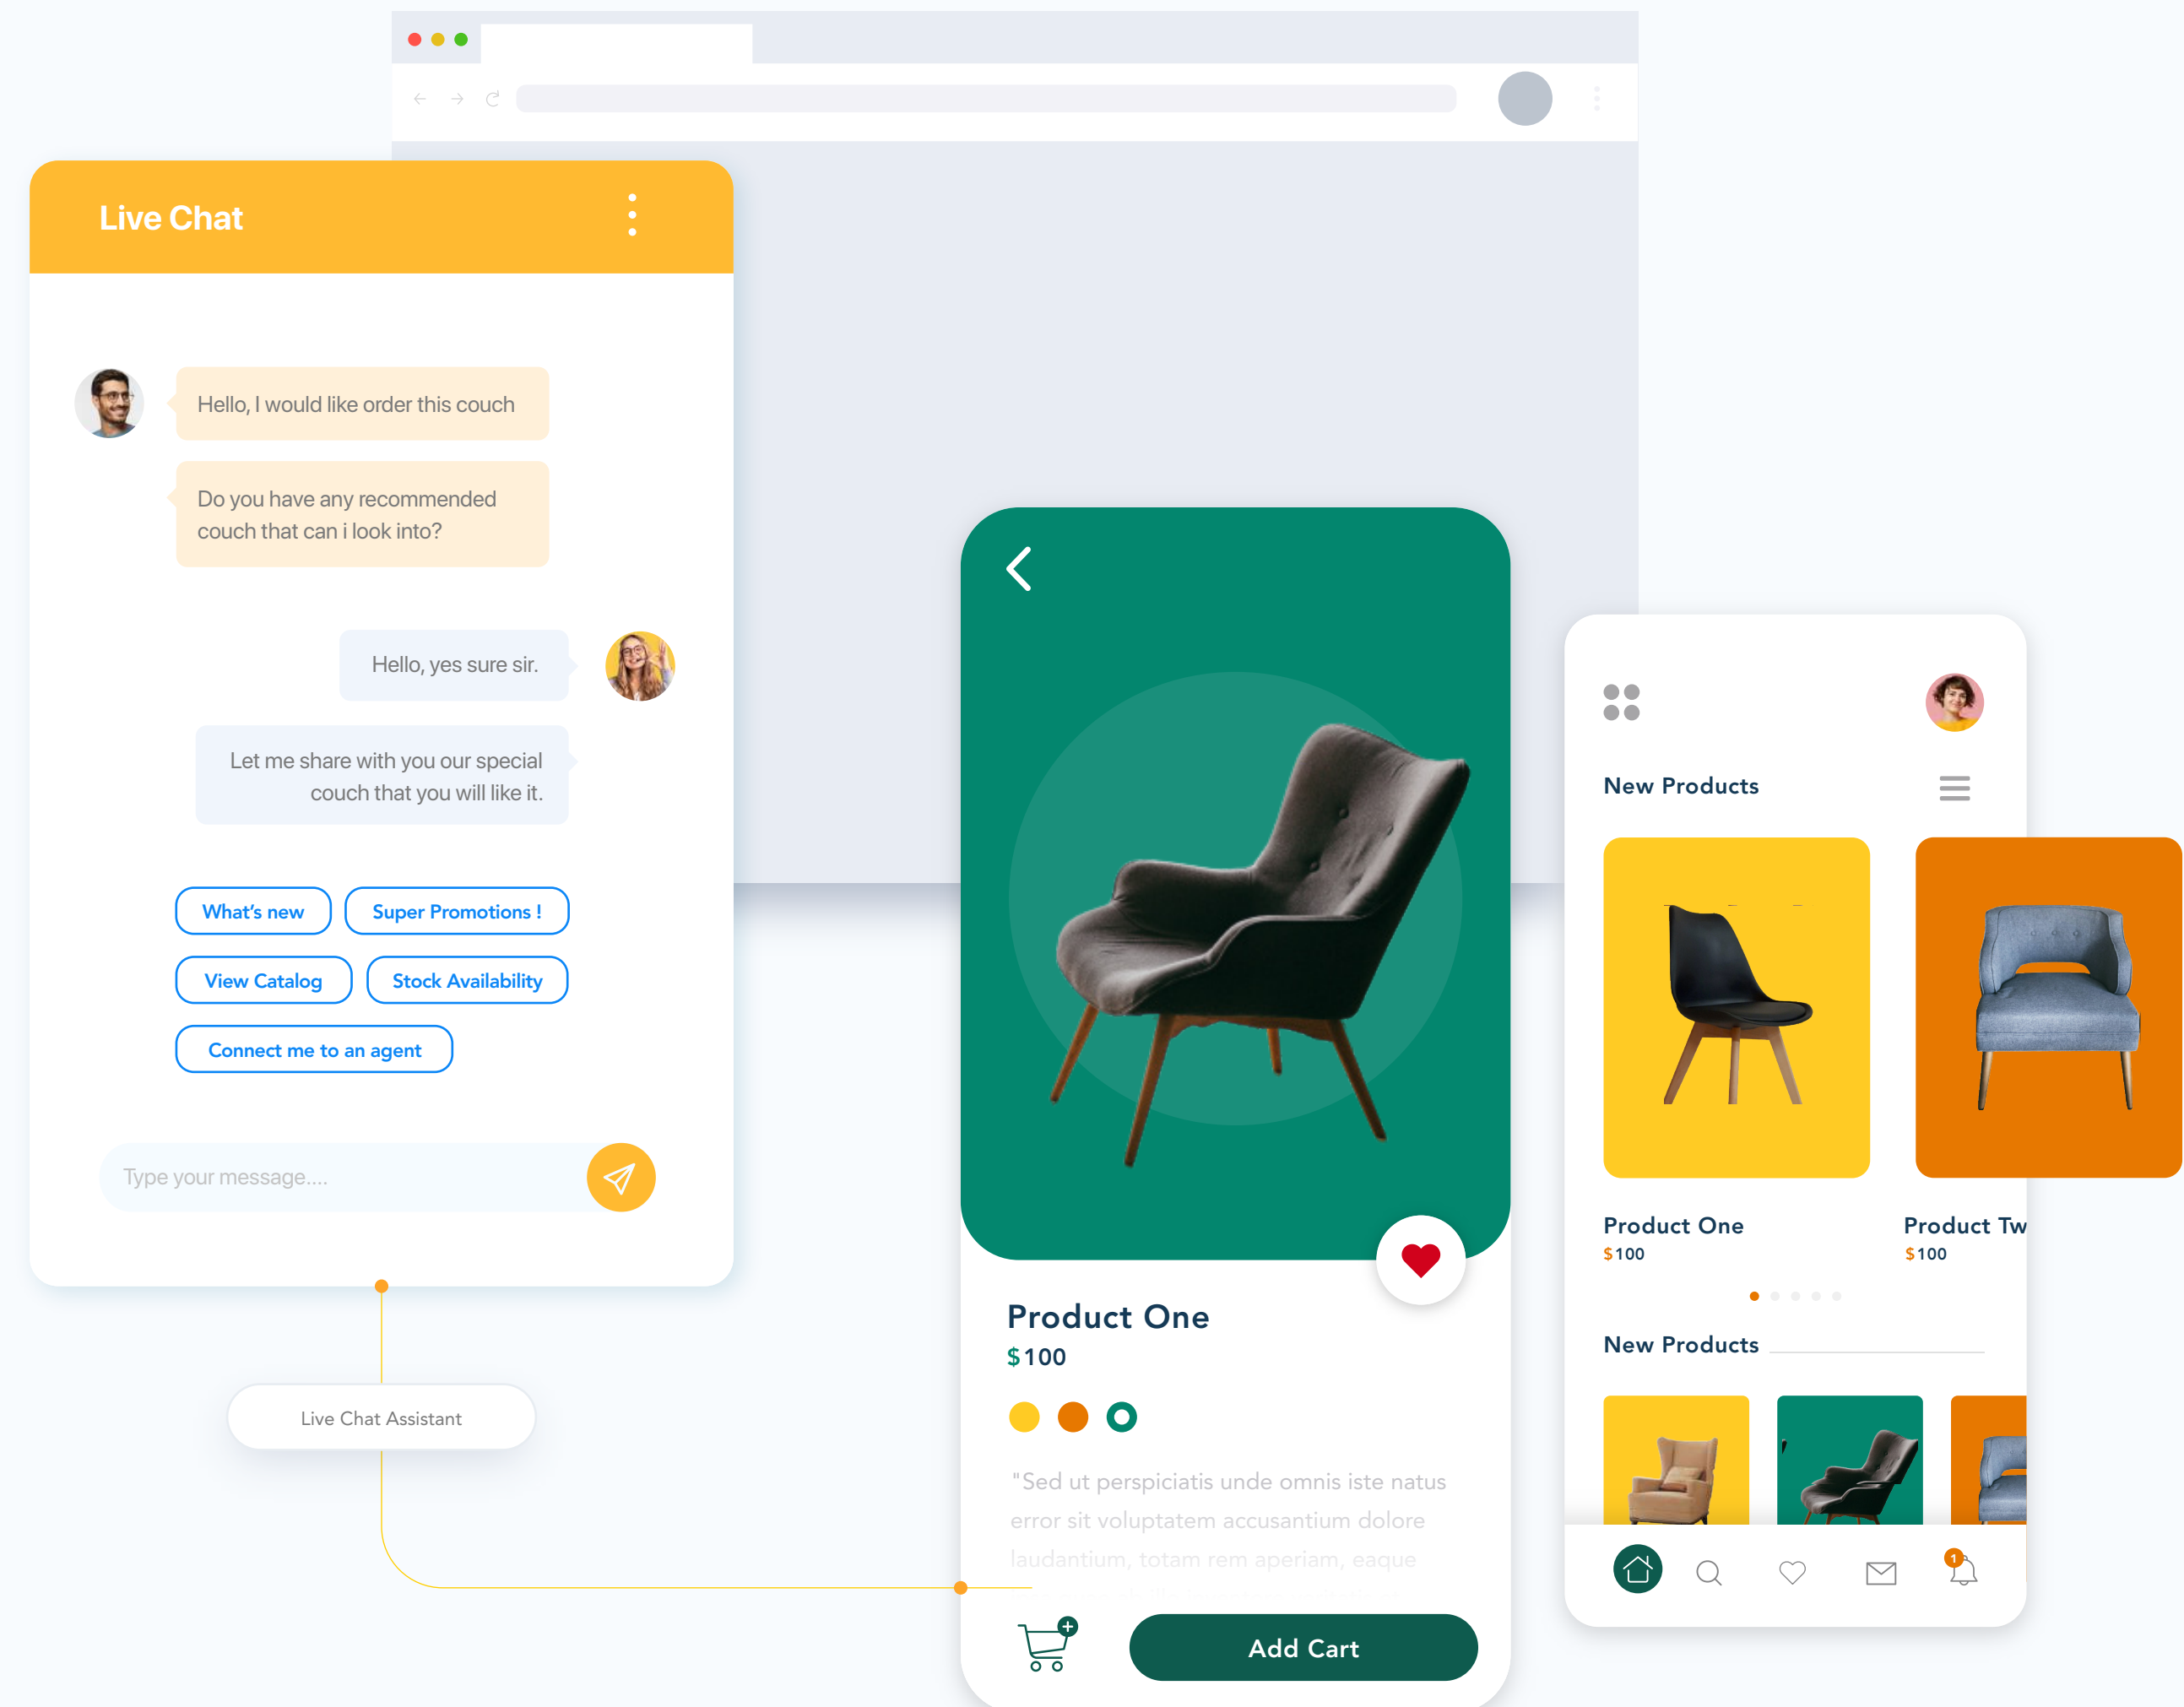 Live Chat
Hello, I would like order this couch
Do you have any recommended
couch that can i look into?
Hello, yes sure sir.
Let me share with you our special
couch that you will like it.
What's new
Super Promotions !
View Catalog
Stock Availability
Connect me to an agent
Type your message....
Live Chat Assistant
Product One
$100
"Sed ut perspiciatis unde omnis iste natus
error sit voluptatem accusantium dolore
laudantium, totam rem aperiam, eaque
Add Cart
New Products
Product One
$100
Product Tw
$100
New Products
1